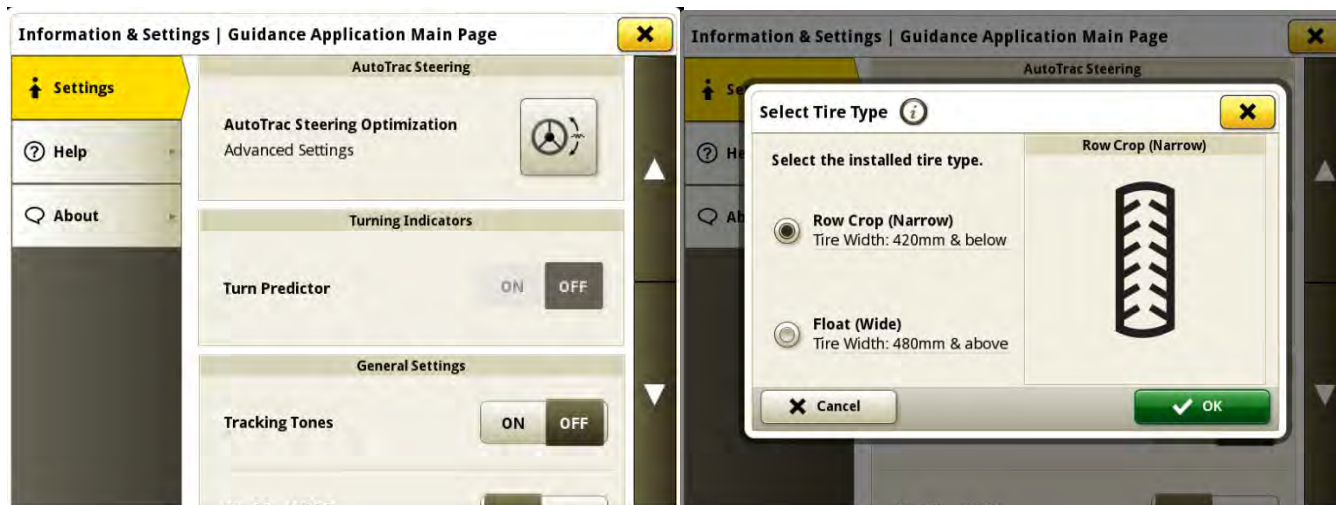 Information & Settings | Guidance Application Main Page
Settings
Help
About
AutoTrac Steering
AutoTrac Steering Optimization
Advanced Settings
Turning Indicators
Turn Predictor
ON OFF
General Settings
Tracking Tones
ON OFF
Information & Settings | Guidance Application Main Page
AutoTrac Steering
Se
He
Ab
Select Tire Type
Select the installed tire type.
Row Crop (Narrow)
Tire Width: 420mm & below
Float (Wide)
Tire Width: 480mm & above
Row Crop (Narrow)
Cancel
OK